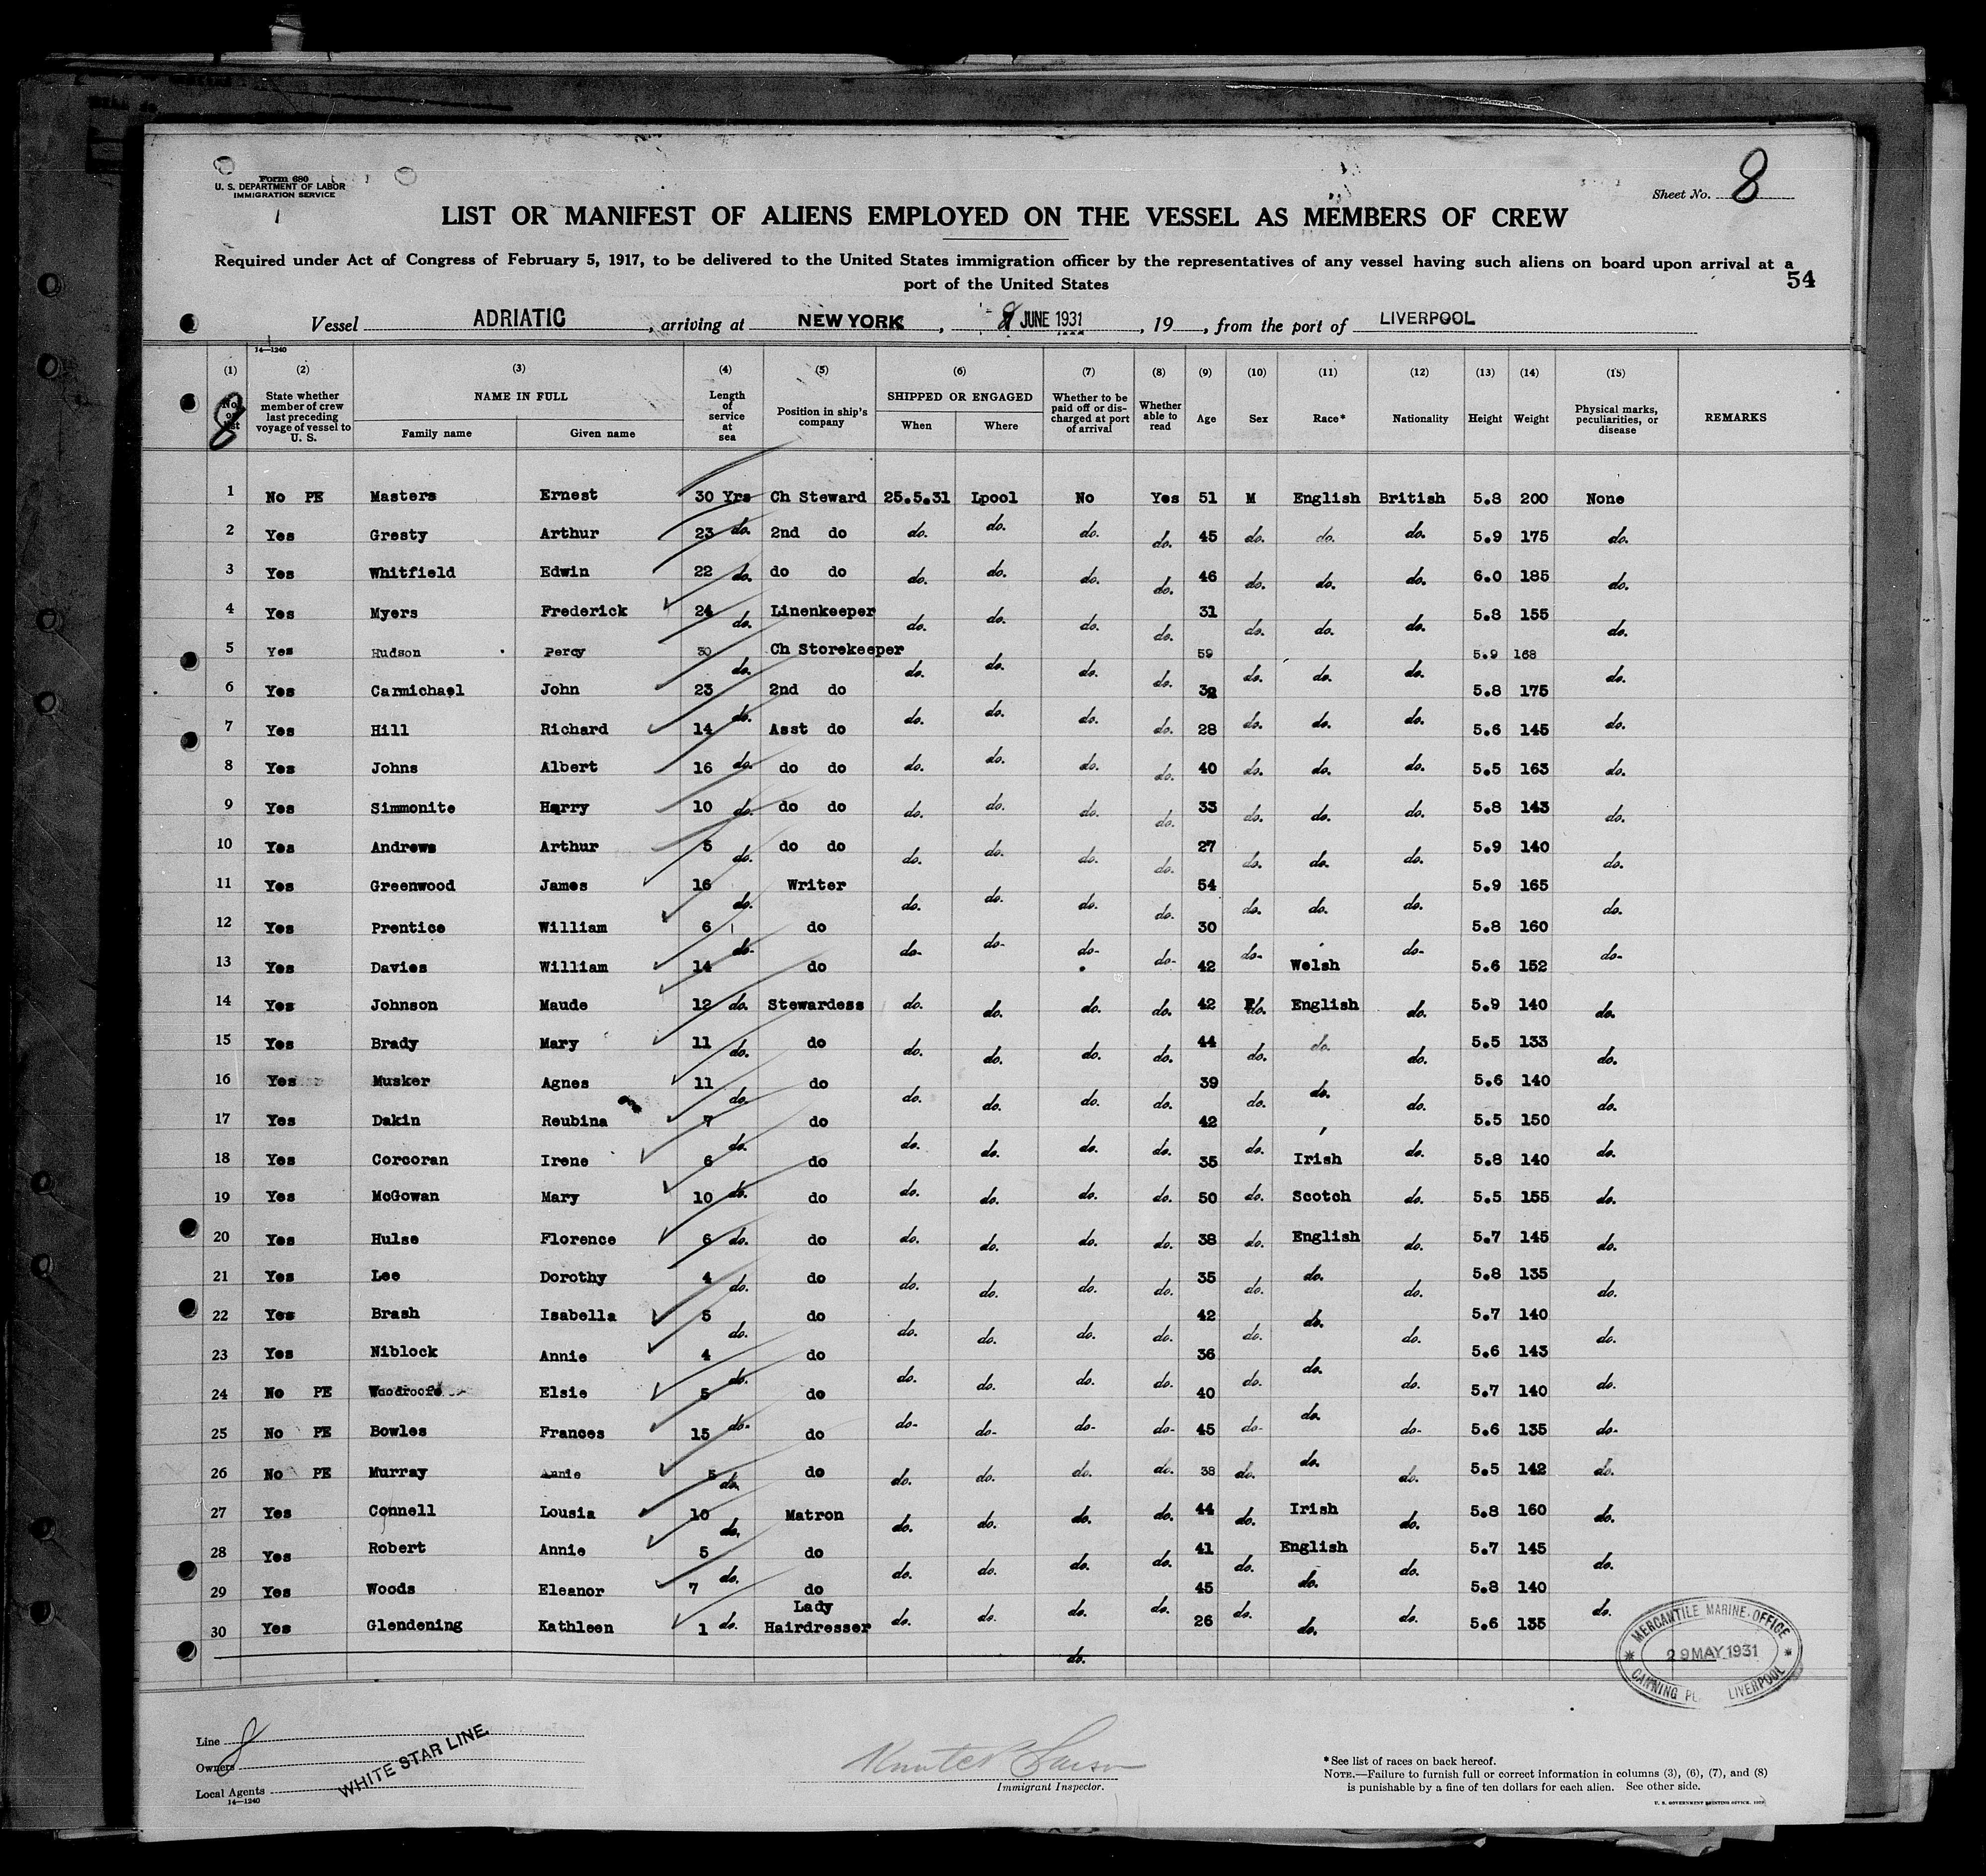 Form 680
U. S. DEPARTMENT OF LABOR
IMMIGRATION SERVICE
Sheet No. 8
LIST OR MANIFEST OF ALIENS EMPLOYED ON THE VESSEL AS MEMBERS OF CREW
Required under Act of Congress of February 5, 1917, to be delivered to the United States immigration officer by the representatives of any vessel having such aliens on board upon arrival at a
port of the United States
54
Vessel ADRIATIC, arriving at NEW YORK, JUNE 1931, 19, from the port of LIVERPOOL
14—1240
(1) (2) (3) (4) (5) (6) (7) (8) (9) (10) (11) (12) (13) (14) (15)
No. on list State whether member of crew last preceding voyage of vessel to U. S. NAME IN FULL Family name Given name Length of service at sea Position in ship's company SHIPPED OR ENGAGED When Where Whether to be paid off or discharged at port of arrival Whether able to read Age Sex Race* Nationality Height Weight Physical marks, peculiarities, or disease REMARKS
8
1 No PE Masters Ernest 30 Yrs Ch Steward 25.5.31 Lpool No Yes 51 M English British 5.8 200 None
2 Yes Gresty Arthur 23 do. 2nd do do. do. do. do. 45 do. do. do. 5.9 175 do.
3 Yes Whitfield Edwin 22 do. do do do. do. do. do. 46 do. do. do. 6.0 185 do.
4 Yes Myers Frederick 24 do. Linenkeeper do. do. do. do. 31 do. do. do. 5.8 155 do.
5 Yes Hudson Percy 30 do. Ch Storekeeper do. do. do. do. 59 do. do. do. 5.9 168 do.
6 Yes Carmichael John 23 do. 2nd do do. do. do. do. do. do. do. 5.8 175 do.
7 Yes Hill Richard 14 Asst do do. 28 5.6 145
8 Yes Johns Albert 16 do. do do do. do. do. do. 40 do. do. do. 5.5 163 do.
9 Yes Simmonite Harry 10 do. do do do. do. do. do. 33 do. do. do. 5.8 143 do.
10 Yes Andrews Arthur 5 do. do do do. do. do. do. 27 do. do. do. 5.9 140 do.
11 Yes Greenwood James 16 do. Writer do. do. do. do. 54 do. do. do. 5.9 165 do.
12 Yes Prentice William 6 do. do do. do. do. do. 30 do. do. 5.8 160 do.
13 Yes Davies William 14 do 42 Welsh 5.6 152
14 Yes Johnson Maude 12 do. Stewardess do. do. do. do. 42 F do. English do. 5.9 140 do.
15 Yes Brady Mary 11 do. do do. do. do. do. 44 do. do. do. 5.5 133 do.
16 Yes Musker Agnes 11 do. do do. do. do. do. 39 do. do. do. 5.6 140 do.
17 Yes Dakin Reubina 7 do. do do. do. do. do. 42 do. do. 5.5 150 do.
18 Yes Corcoran Irene 6 do 35 Irish 5.8 140
19 Yes McGowan Mary 10 do. do do. do. do. do. 50 do. Scotch do. 5.5 155 do.
20 Yes Hulse Florence 6 do. do do. do. do. do. 38 do. English do. 5.7 145 do.
21 Yes Lee Dorothy 4 do. do do. do. do. do. 35 do. do. do. 5.8 135 do.
22 Yes Brash Isabella 5 do. do do. do. do. do. 42 do. do. do. 5.7 140 do.
23 Yes Niblock Annie 4 do. do do. do. do. do. 36 do. do. do. 5.6 143 do.
24 No PE Elsie 5 do 40 do. 5.7 140
25 No PE Bowles Frances 15 do. do do. do. do. do. 45 do. do. do. 5.6 135 do.
26 No PE Murray Annie 5 do. do do. do. do. do. 38 do. do. 5.5 142 do.
27 Yes Connell Lousia 10 do. Matron do. do. do. do. 44 do. Irish do. 5.8 160 do.
28 Yes Robert Annie 5 do. do do. do. do. do. 41 do. English do. 5.7 145 do.
29 Yes Woods Eleanor 7 do 45 do. 5.8 140
30 Yes Glendening Kathleen 1 do. Lady Hairdresser do. do. do. do. 26 do. do. do. 5.6 135 do.
do.
MERCANTILE MARINE OFFICE
29 MAY 1931
CANNING PL. LIVERPOOL
Line 8
Owners
Local Agents
WHITE STAR LINE.
14—1240
Immigrant Inspector.
*See list of races on back hereof.
NOTE.—Failure to furnish full or correct information in columns (3), (6), (7), and (8)
is punishable by a fine of ten dollars for each alien. See other side.